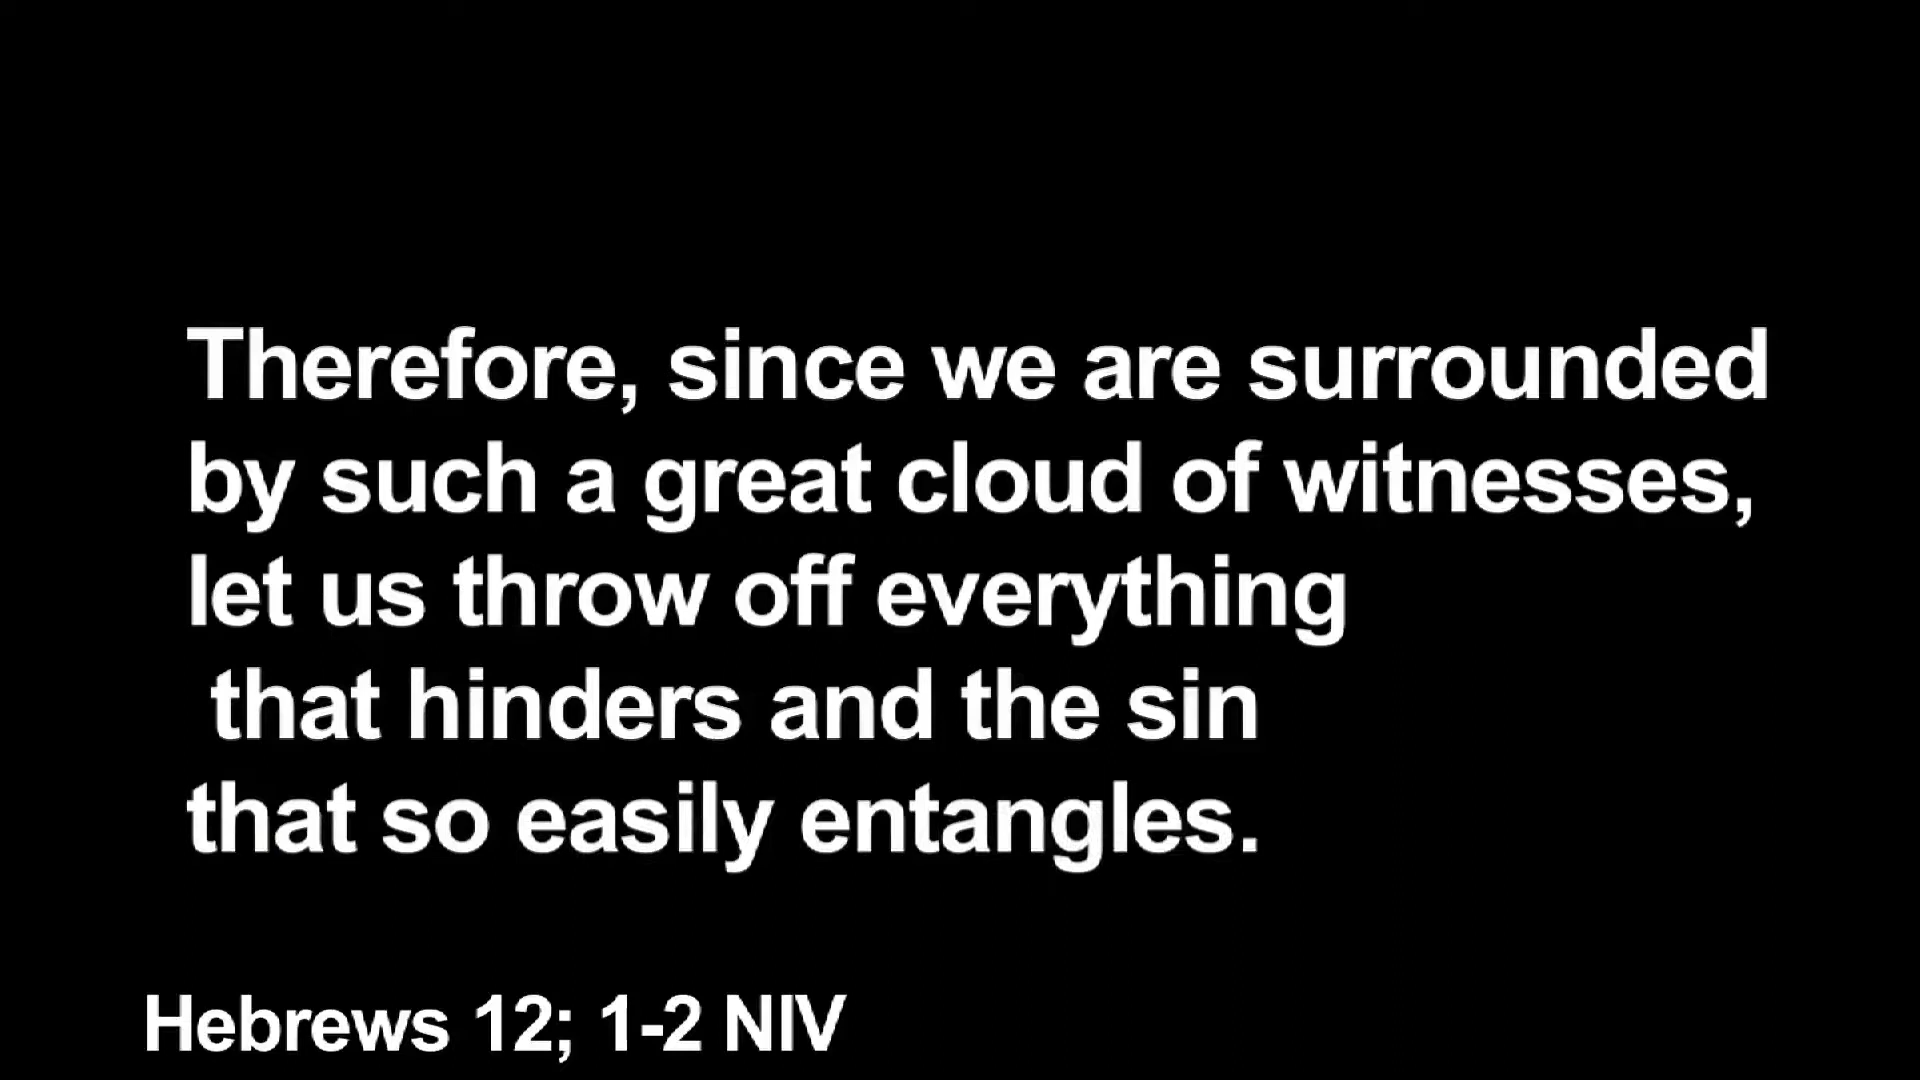 Therefore, since we are surrounded
by such a great cloud of witnesses,
let us throw off everything
that hinders and the sin
that so easily entangles.
Hebrews 12; 1-2 NIV